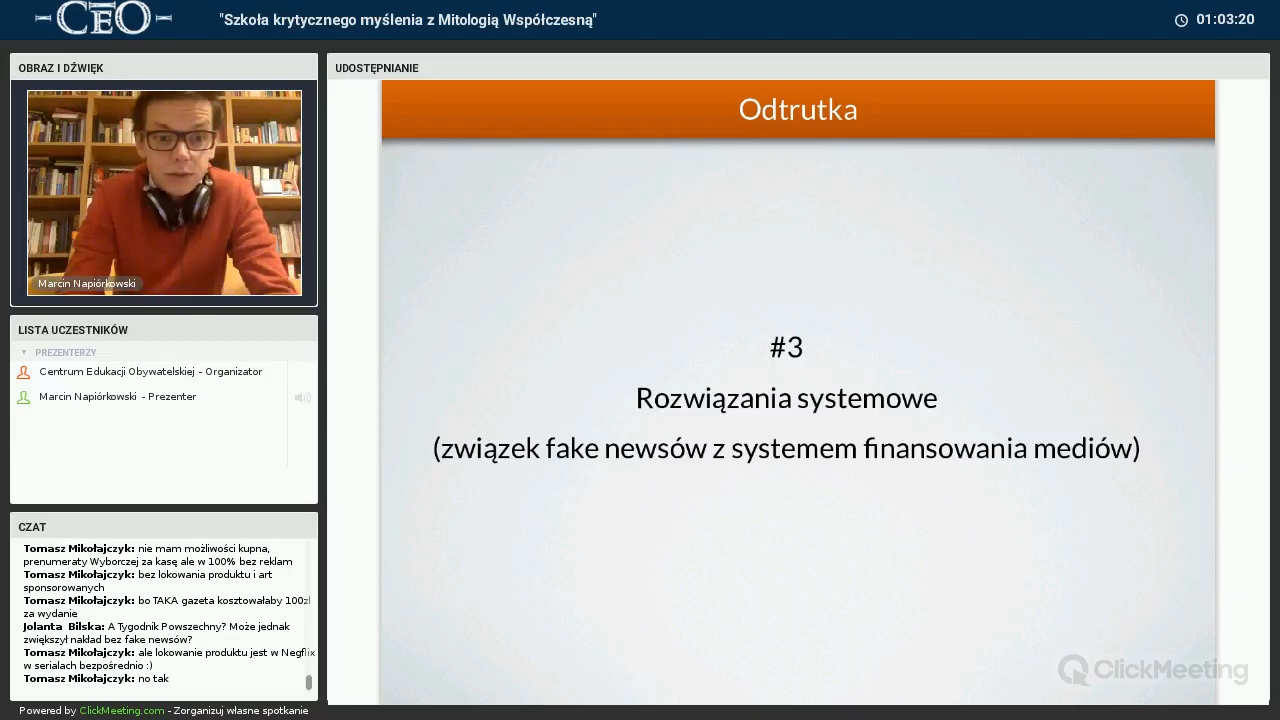 CEO
"Szkoła krytycznego myślenia z Mitologią Współczesną"
01:03:20
OBRAZ I DŹWIĘK
Marcin Napiórkowski
LISTA UCZESTNIKÓW
PREZENTERZY
Centrum Edukacji Obywatelskiej - Organizator
Marcin Napiórkowski - Prezenter
CZAT
Tomasz Mikołajczyk: nie mam możliwości kupna,
prenumeraty Wyborczej za kasę ale w 100% bez reklam
Tomasz Mikołajczyk: bez lokowania produktu i art
sponsorowanych
Tomasz Mikołajczyk: bo TAKA gazeta kosztowałaby 100zl
za wydanie
Jolanta Bilska: A Tygodnik Powszechny? Może jednak
zwiększył nakład bez fake newsów?
Tomasz Mikołajczyk: ale lokowanie produktu jest w Negflix
w serialach bezpośrednio :)
Tomasz Mikołajczyk: no tak
Powered by ClickMeeting.com - Zorganizuj własne spotkanie
UDOSTĘPNIANIE
Odtrutka
#3
Rozwiązania systemowe
(związek fake newsów z systemem finansowania mediów)
ClickMeeting